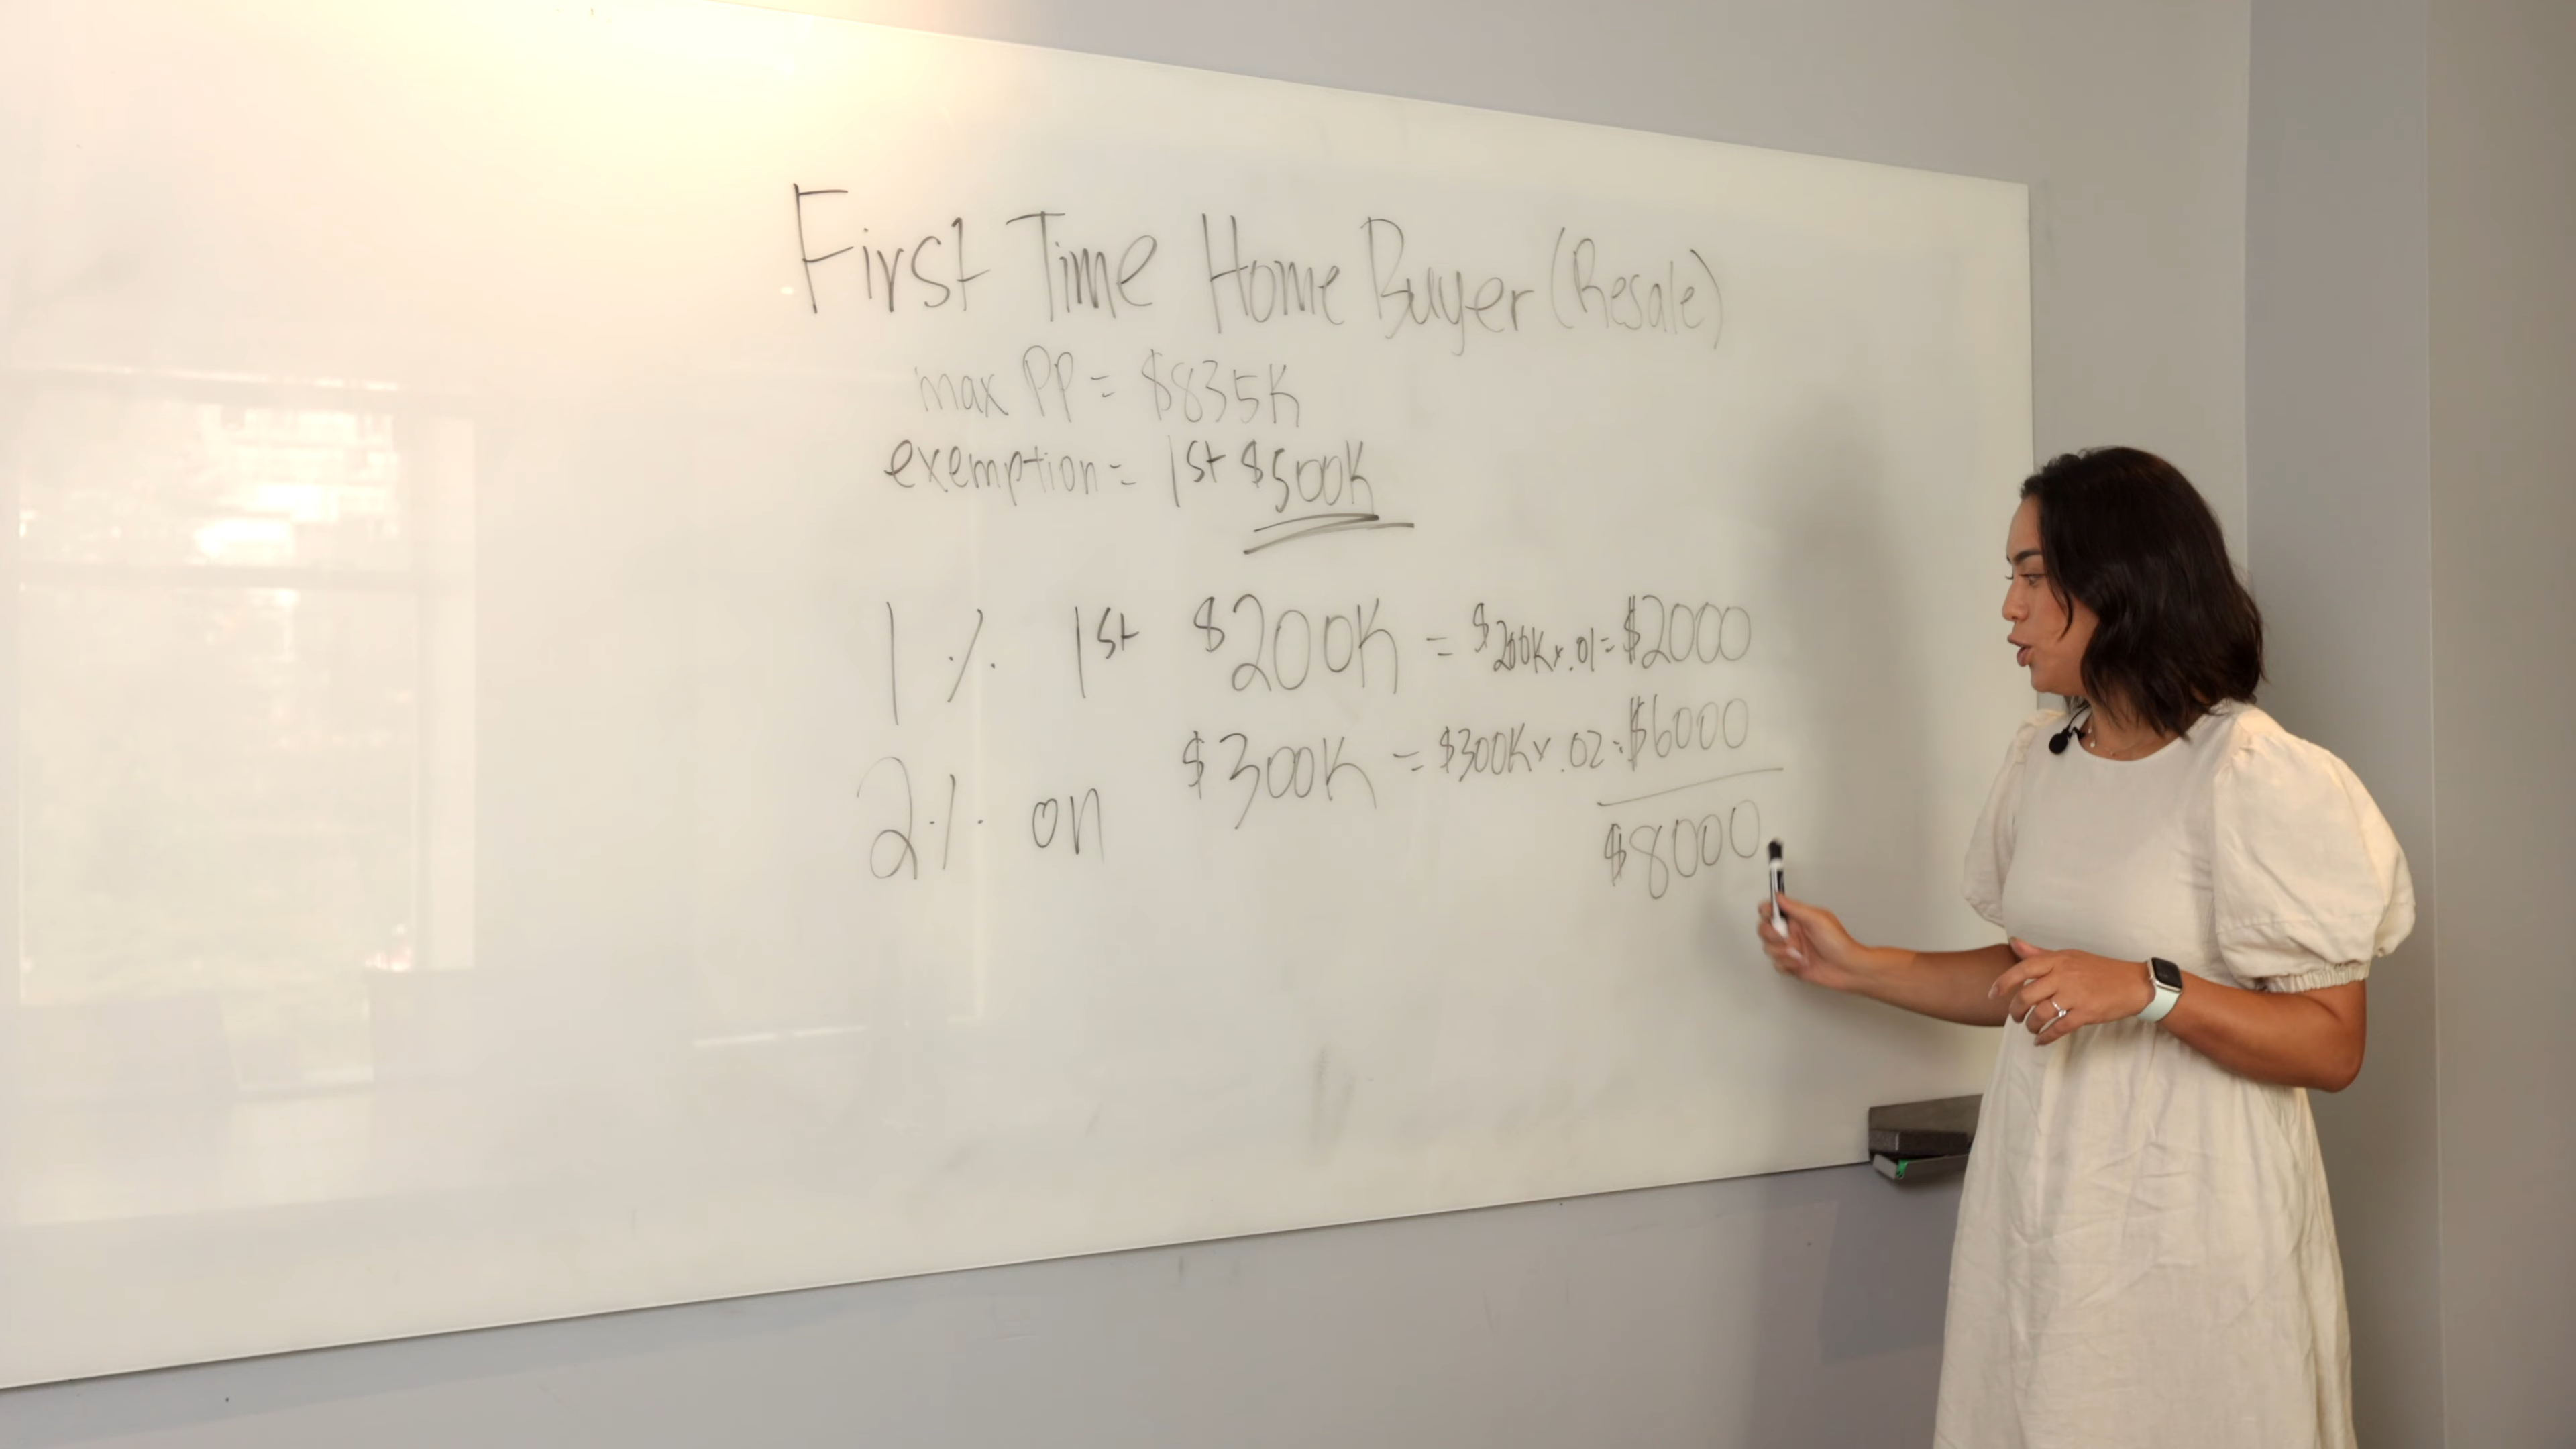 First Time Home Buyer (Resale)
max PP = $835K
exemption = 1st $500K
1% 1st $200K = $200K x .01 = $2000
2% on $300K = $300K x .02 = $6000
$8000